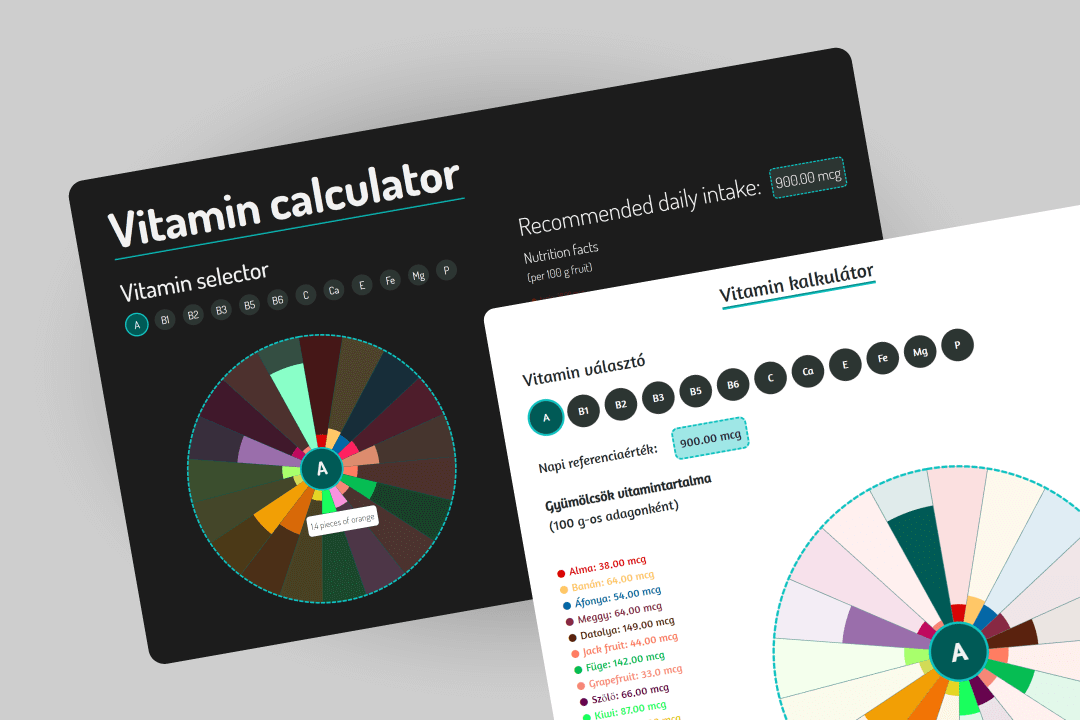 Vitamin calculator
Vitamin selector
A B1 B2 B3 B5 B6 C Ca E Fe Mg P
Recommended daily intake: 900.00 mcg
Nutrition facts
(per 100 g fruit)
A
14 pieces of orange
Vitamin kalkulátor
Vitamin választó
A B1 B2 B3 B5 B6 C Ca E Fe Mg P
Napi referenciaérték: 900.00 mcg
Gyümölcsök vitamintartalma
(100 g-os adagonként)
Alma: 38.00 mcg
Banán: 64.00 mcg
Áfonya: 54.00 mcg
Meggy: 64.00 mcg
Datolya: 149.00 mcg
Jack fruit: 44.00 mcg
Füge: 142.00 mcg
Grapefruit: 33.0 mcg
Szőlő: 66.00 mcg
Kiwi: 87.00 mcg
A